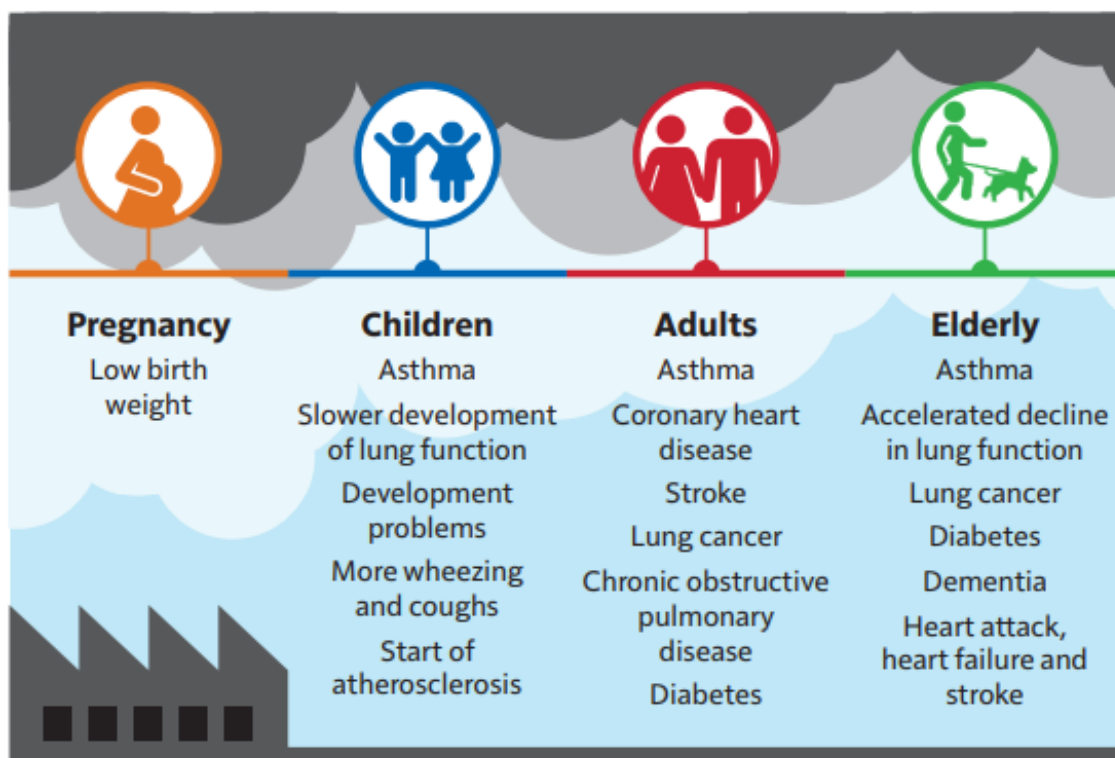 Pregnancy
Low birth
weight
Children
Asthma
Slower development
of lung function
Development
problems
More wheezing
and coughs
Start of
atherosclerosis
Adults
Asthma
Coronary heart
disease
Stroke
Lung cancer
Chronic obstructive
pulmonary
disease
Diabetes
Elderly
Asthma
Accelerated decline
in lung function
Lung cancer
Diabetes
Dementia
Heart attack,
heart failure and
stroke